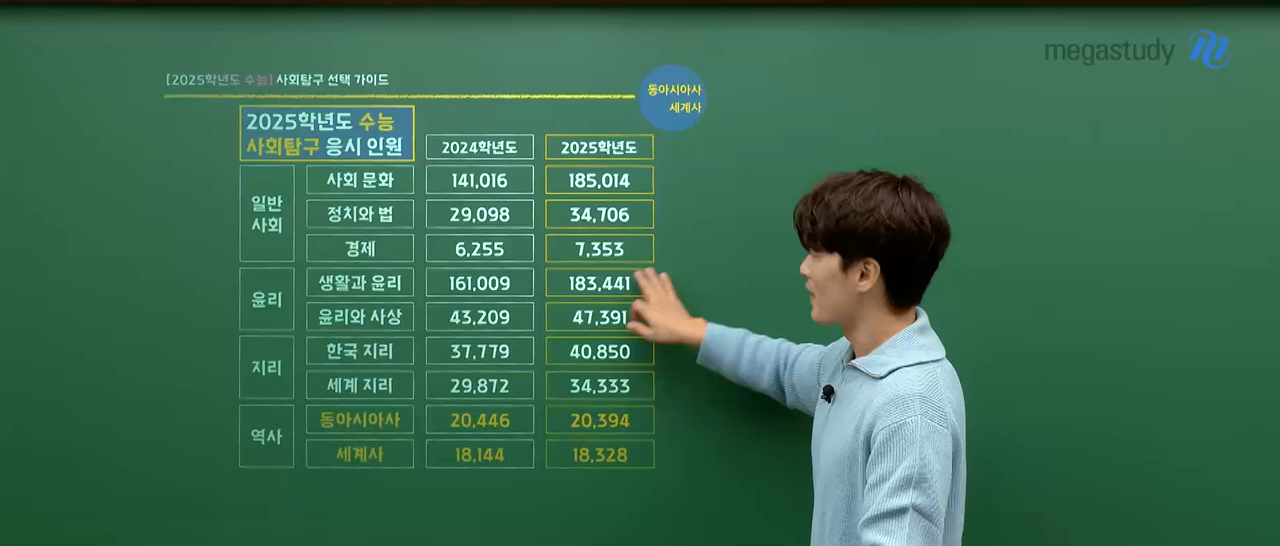 megastudy
[2025학년도 수능] 사회탐구 선택 가이드
동아시아사
세계사
2025학년도 수능
사회탐구 응시 인원
2024학년도 2025학년도
일반
사회
사회 문화 141,016 185,014
정치와 법 29,098 34,706
경제 6,255 7,353
윤리
생활과 윤리 161,009 183,441
윤리와 사상 43,209 47,391
지리
한국 지리 37,779 40,850
세계 지리 29,872 34,333
역사
동아시아사 20,446 20,394
세계사 18,144 18,328